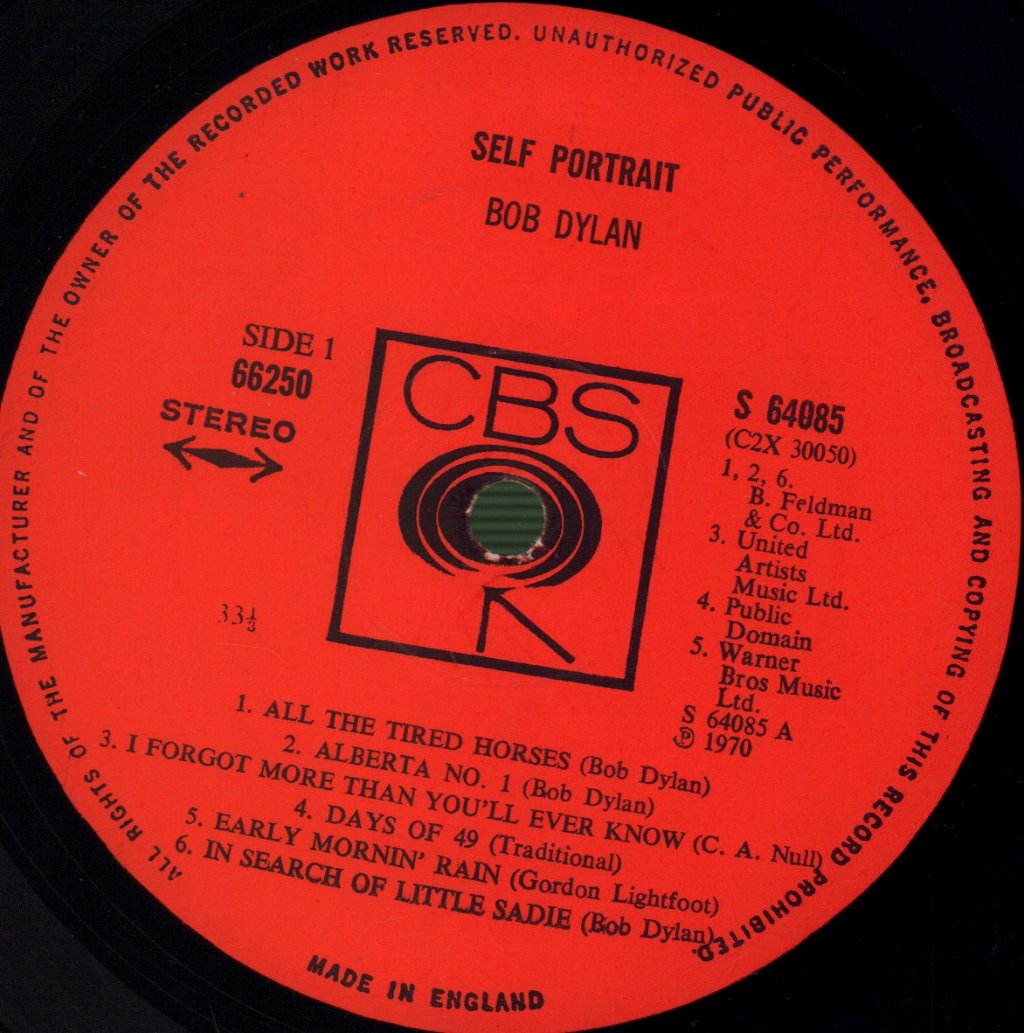 ALL RIGHTS OF THE MANUFACTURER AND OF THE OWNER OF THE RECORDED WORK RESERVED. UNAUTHORIZED PUBLIC PERFORMANCE, BROADCASTING AND COPYING OF THIS RECORD PROHIBITED.
SELF PORTRAIT
BOB DYLAN
SIDE 1
66250
STEREO
33⅓
CBS
S 64085
(C2X 30050)
1, 2, 6.
B. Feldman
& Co. Ltd.
3. United
Artists
Music Ltd.
4. Public
Domain
5. Warner
Bros Music
Ltd.
S 64085 A
℗ 1970
1. ALL THE TIRED HORSES (Bob Dylan)
2. ALBERTA NO. 1 (Bob Dylan)
3. I FORGOT MORE THAN YOU'LL EVER KNOW (C. A. Null)
4. DAYS OF 49 (Traditional)
5. EARLY MORNIN' RAIN (Gordon Lightfoot)
6. IN SEARCH OF LITTLE SADIE (Bob Dylan)
MADE IN ENGLAND